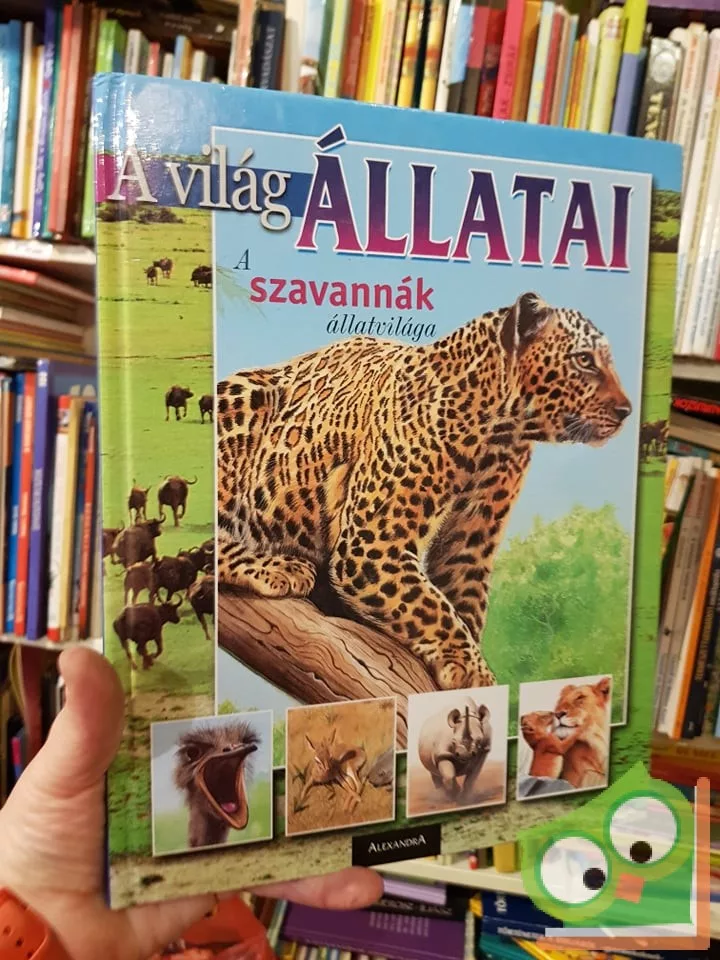 A világ
ÁLLATAI
A
szavannák
állatvilága
ALEXANDRA